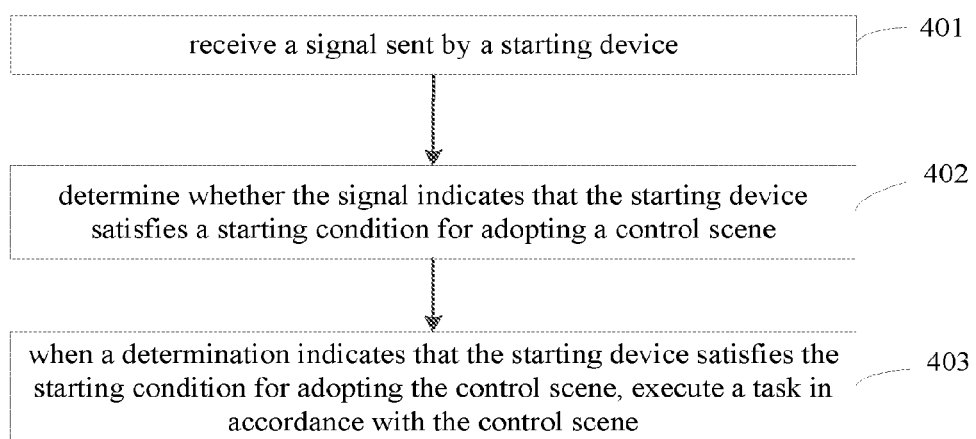 receive a signal sent by a starting device
401
determine whether the signal indicates that the starting device
satisfies a starting condition for adopting a control scene
402
when a determination indicates that the starting device satisfies the
starting condition for adopting the control scene, execute a task in
accordance with the control scene
403